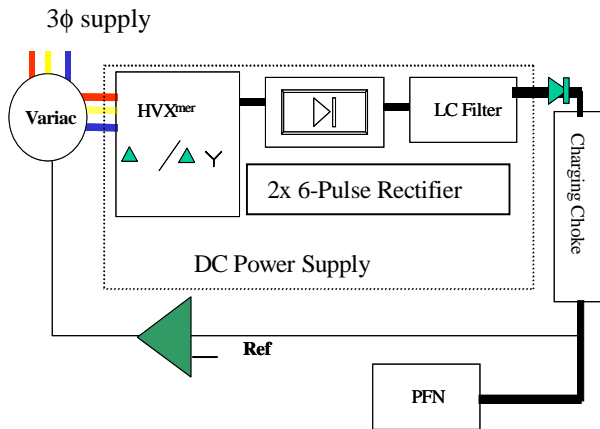 3ϕ supply
Variac
HVXmer
/ Y
LC Filter
2x 6-Pulse Rectifier
DC Power Supply
Charging Choke
Ref
PFN